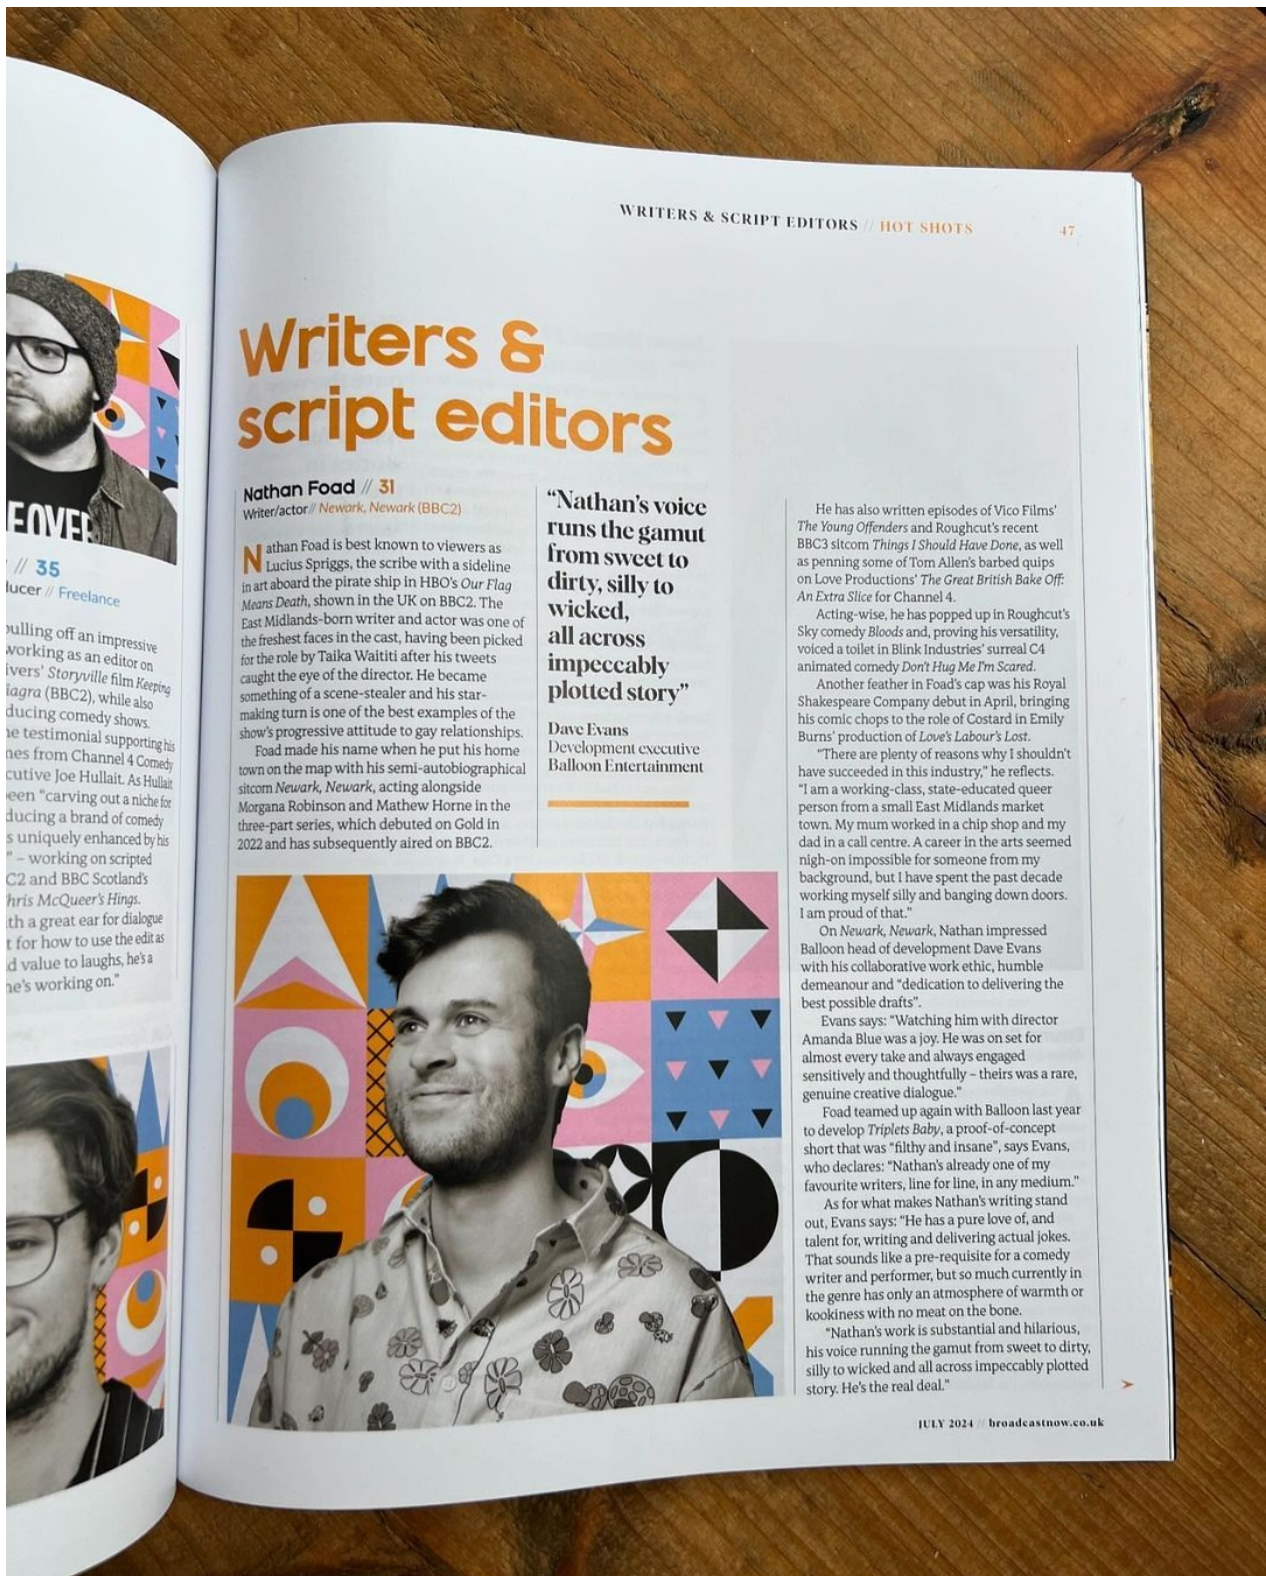 EOVER
// 35
ucer // Freelance
pulling off an impressive
working as an editor on
ivers' Storyville film Keeping
iagra (BBC2), while also
ducing comedy shows.
ne testimonial supporting his
nes from Channel 4 Comedy
cutive Joe Hullait. As Hullait
een "carving out a niche for
ducing a brand of comedy
s uniquely enhanced by his
" – working on scripted
C2 and BBC Scotland's
hris McQueer's Hings.
th a great ear for dialogue
t for how to use the edit as
d value to laughs, he's a
he's working on."
WRITERS & SCRIPT EDITORS // HOT SHOTS 47
Writers &
script editors
Nathan Foad // 31
Writer/actor // Newark, Newark (BBC2)
Nathan Foad is best known to viewers as
Lucius Spriggs, the scribe with a sideline
in art aboard the pirate ship in HBO's Our Flag
Means Death, shown in the UK on BBC2. The
East Midlands-born writer and actor was one of
the freshest faces in the cast, having been picked
for the role by Taika Waititi after his tweets
caught the eye of the director. He became
something of a scene-stealer and his star-
making turn is one of the best examples of the
show's progressive attitude to gay relationships.
Foad made his name when he put his home
town on the map with his semi-autobiographical
sitcom Newark, Newark, acting alongside
Morgana Robinson and Mathew Horne in the
three-part series, which debuted on Gold in
2022 and has subsequently aired on BBC2.
"Nathan's voice
runs the gamut
from sweet to
dirty, silly to
wicked,
all across
impeccably
plotted story"
Dave Evans
Development executive
Balloon Entertainment
He has also written episodes of Vico Films'
The Young Offenders and Roughcut's recent
BBC3 sitcom Things I Should Have Done, as well
as penning some of Tom Allen's barbed quips
on Love Productions' The Great British Bake Off:
An Extra Slice for Channel 4.
Acting-wise, he has popped up in Roughcut's
Sky comedy Bloods and, proving his versatility,
voiced a toilet in Blink Industries' surreal C4
animated comedy Don't Hug Me I'm Scared.
Another feather in Foad's cap was his Royal
Shakespeare Company debut in April, bringing
his comic chops to the role of Costard in Emily
Burns' production of Love's Labour's Lost.
"There are plenty of reasons why I shouldn't
have succeeded in this industry," he reflects.
"I am a working-class, state-educated queer
person from a small East Midlands market
town. My mum worked in a chip shop and my
dad in a call centre. A career in the arts seemed
nigh-on impossible for someone from my
background, but I have spent the past decade
working myself silly and banging down doors.
I am proud of that."
On Newark, Newark, Nathan impressed
Balloon head of development Dave Evans
with his collaborative work ethic, humble
demeanour and "dedication to delivering the
best possible drafts".
Evans says: "Watching him with director
Amanda Blue was a joy. He was on set for
almost every take and always engaged
sensitively and thoughtfully – theirs was a rare,
genuine creative dialogue."
Foad teamed up again with Balloon last year
to develop Triplets Baby, a proof-of-concept
short that was "filthy and insane", says Evans,
who declares: "Nathan's already one of my
favourite writers, line for line, in any medium."
As for what makes Nathan's writing stand
out, Evans says: "He has a pure love of, and
talent for, writing and delivering actual jokes.
That sounds like a pre-requisite for a comedy
writer and performer, but so much currently in
the genre has only an atmosphere of warmth or
kookiness with no meat on the bone.
"Nathan's work is substantial and hilarious,
his voice running the gamut from sweet to dirty,
silly to wicked and all across impeccably plotted
story. He's the real deal."
JULY 2024 // broadcastnow.co.uk